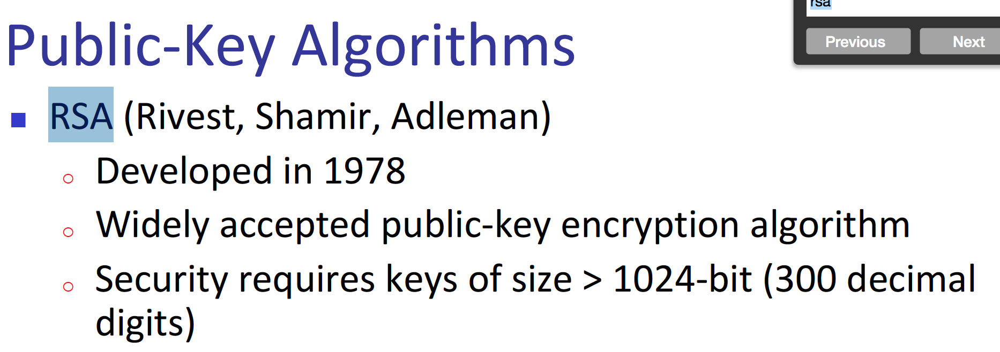 rsa
Previous Next
Public-Key Algorithms
RSA (Rivest, Shamir, Adleman)
Developed in 1978
Widely accepted public-key encryption algorithm
Security requires keys of size > 1024-bit (300 decimal
digits)